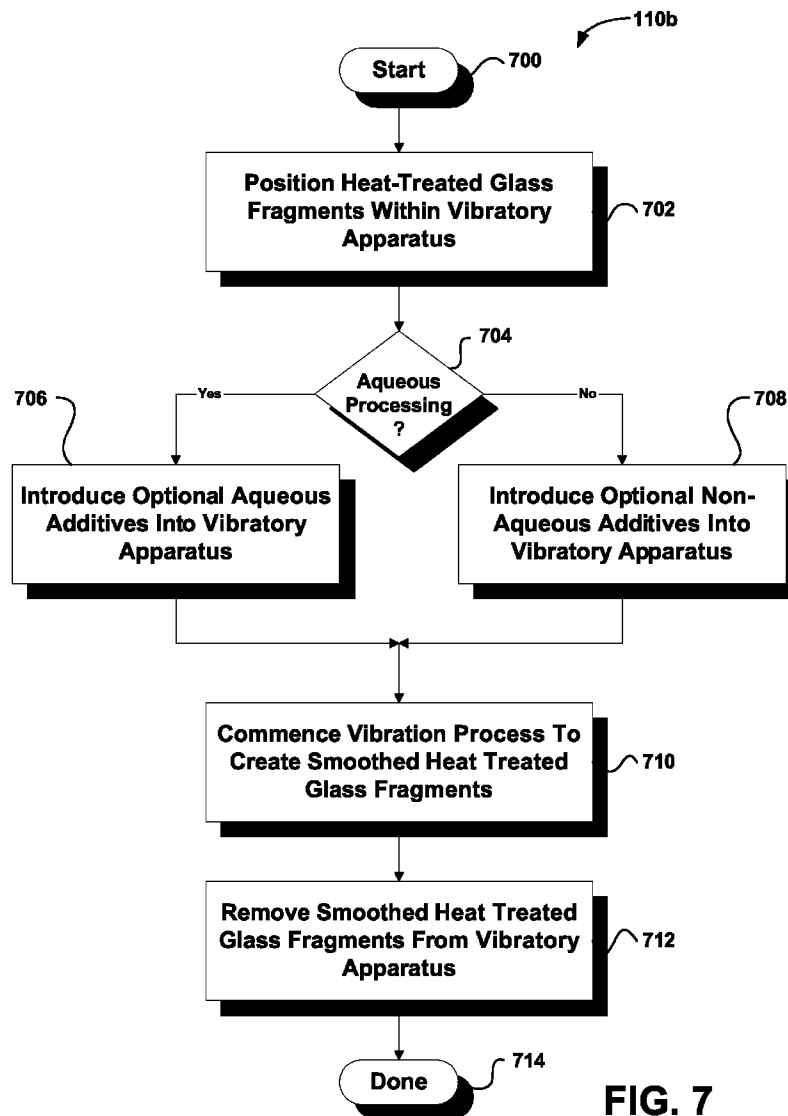 110b
Start
700
Position Heat-Treated Glass
Fragments Within Vibratory
Apparatus
702
704
Aqueous
Processing
?
Yes
No
706
708
Introduce Optional Aqueous
Additives Into Vibratory
Apparatus
Introduce Optional Non-
Aqueous Additives Into
Vibratory Apparatus
Commence Vibration Process To
Create Smoothed Heat Treated
Glass Fragments
710
Remove Smoothed Heat Treated
Glass Fragments From Vibratory
Apparatus
712
Done
714
FIG. 7